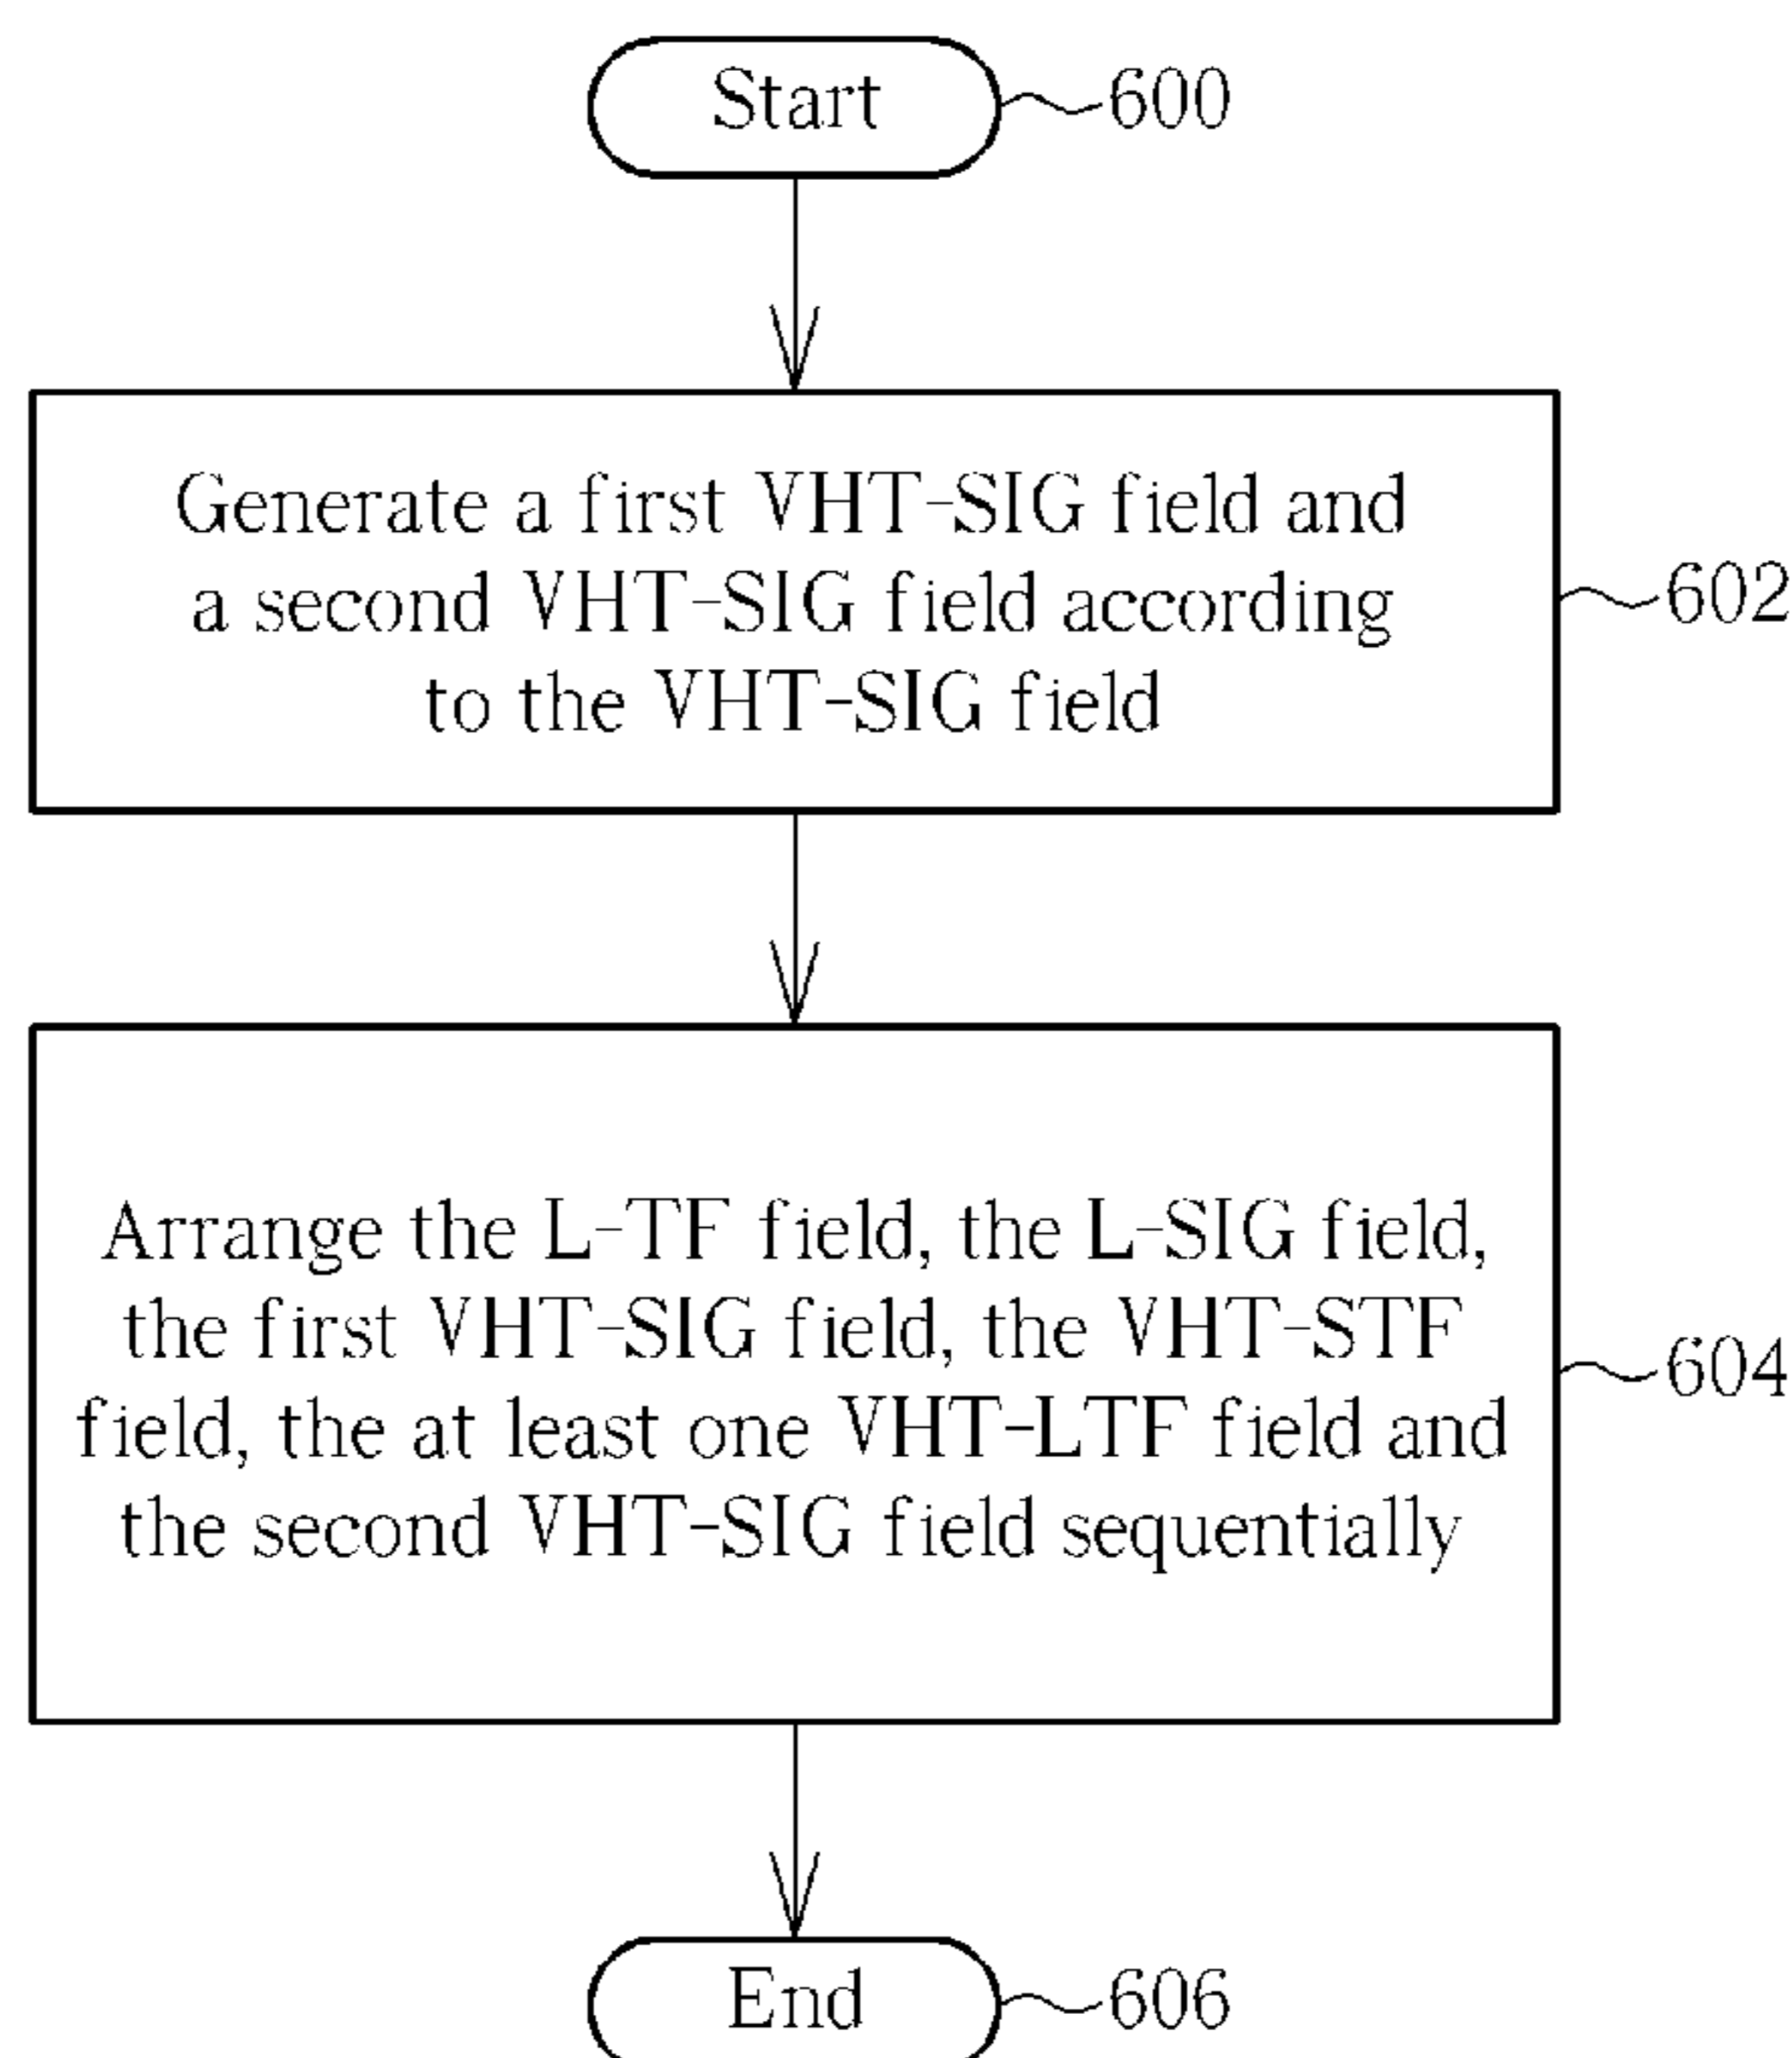 Start
600
Generate a first VHT-SIG field and
a second VHT-SIG field according
to the VHT-SIG field
602
Arrange the L-TF field, the L-SIG field,
the first VHT-SIG field, the VHT-STF
field, the at least one VHT-LTF field and
the second VHT-SIG field sequentially
604
End
606